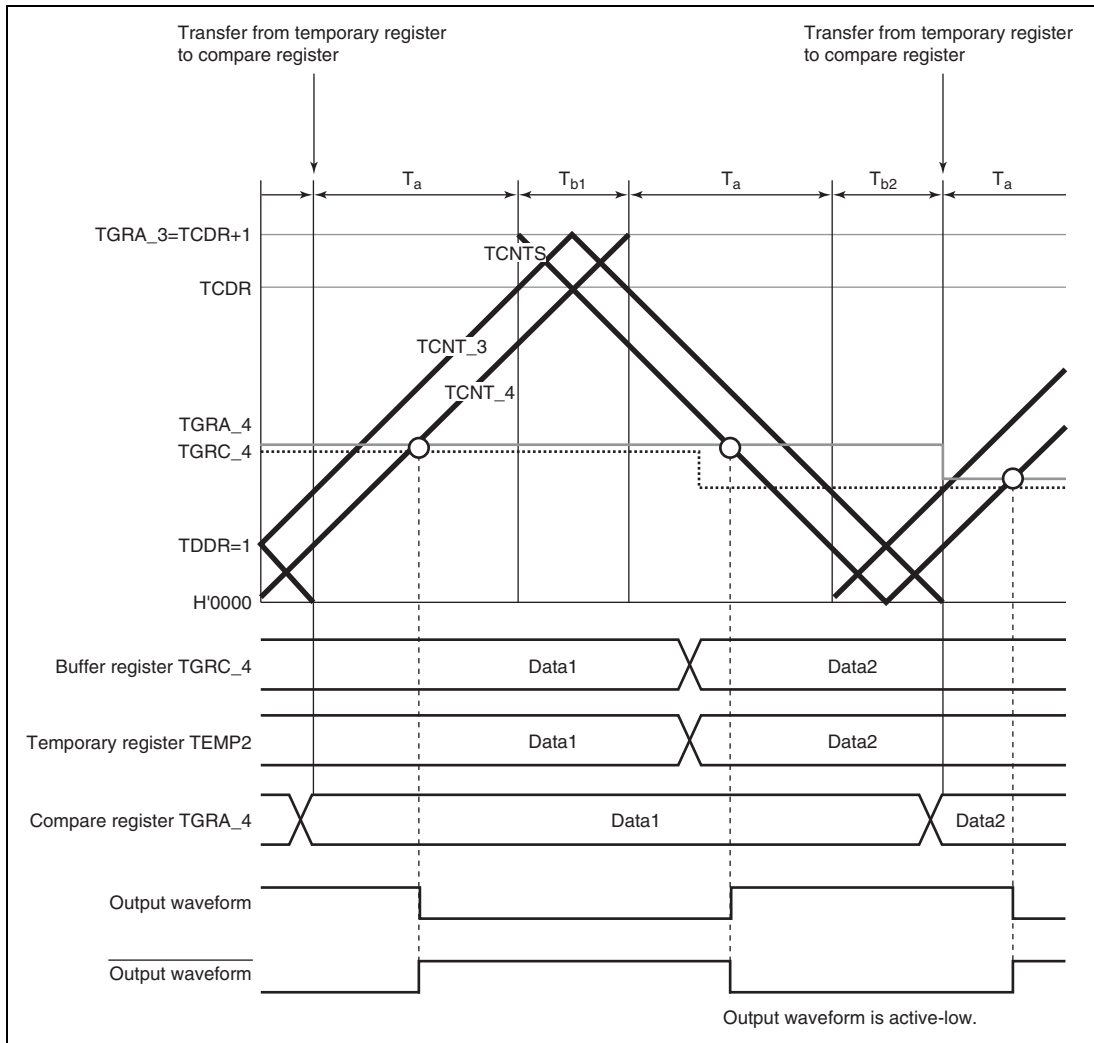 Transfer from temporary register
to compare register
Transfer from temporary register
to compare register
Ta
Tb1
Ta
Tb2
Ta
TGRA_3=TCDR+1
TCNTS
TCDR
TCNT_3
TCNT_4
TGRA_4
TGRC_4
TDDR=1
H'0000
Buffer register TGRC_4
Data1
Data2
Temporary register TEMP2
Data1
Data2
Compare register TGRA_4
Data1
Data2
Output waveform
Output waveform
Output waveform is active-low.